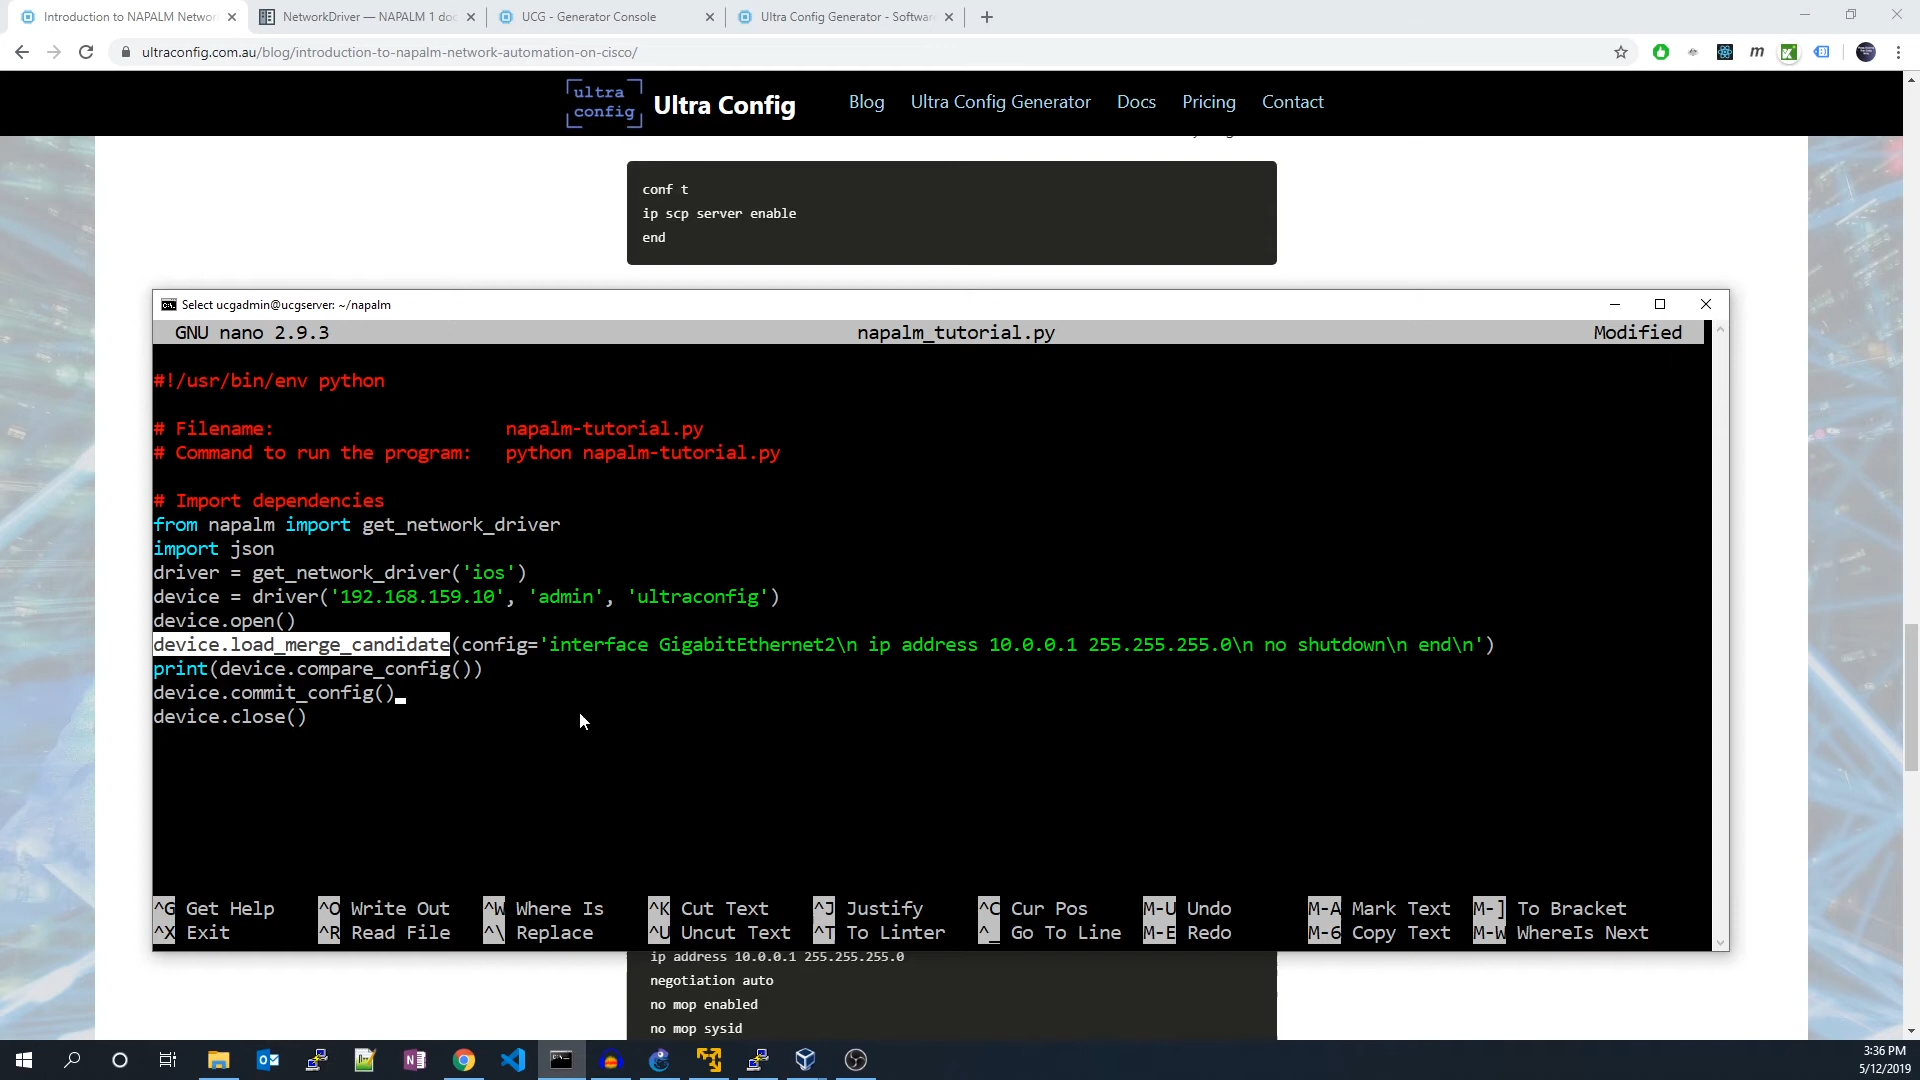 Introduction to NAPALM Networ
NetworkDriver — NAPALM 1 doc
UCG - Generator Console
Ultra Config Generator - Softwar
ultraconfig.com.au/blog/introduction-to-napalm-network-automation-on-cisco/
ultra
config
Ultra Config
Blog
Ultra Config Generator
Docs
Pricing
Contact
conf t
ip scp server enable
end
Select ucgadmin@ucgserver: ~/napalm
GNU nano 2.9.3
napalm_tutorial.py
Modified
#!/usr/bin/env python
# Filename: napalm-tutorial.py
# Command to run the program: python napalm-tutorial.py
# Import dependencies
from napalm import get_network_driver
import json
driver = get_network_driver('ios')
device = driver('192.168.159.10', 'admin', 'ultraconfig')
device.open()
device.load_merge_candidate(config='interface GigabitEthernet2\n ip address 10.0.0.1 255.255.255.0\n no shutdown\n end\n')
print(device.compare_config())
device.commit_config()
device.close()
^G Get Help ^O Write Out ^W Where Is ^K Cut Text ^J Justify ^C Cur Pos M-U Undo M-A Mark Text M-] To Bracket
^X Exit ^R Read File ^\ Replace ^U Uncut Text ^T To Linter ^_ Go To Line M-E Redo M-6 Copy Text M-W WhereIs Next
ip address 10.0.0.1 255.255.255.0
negotiation auto
no mop enabled
no mop sysid
3:36 PM
5/12/2019